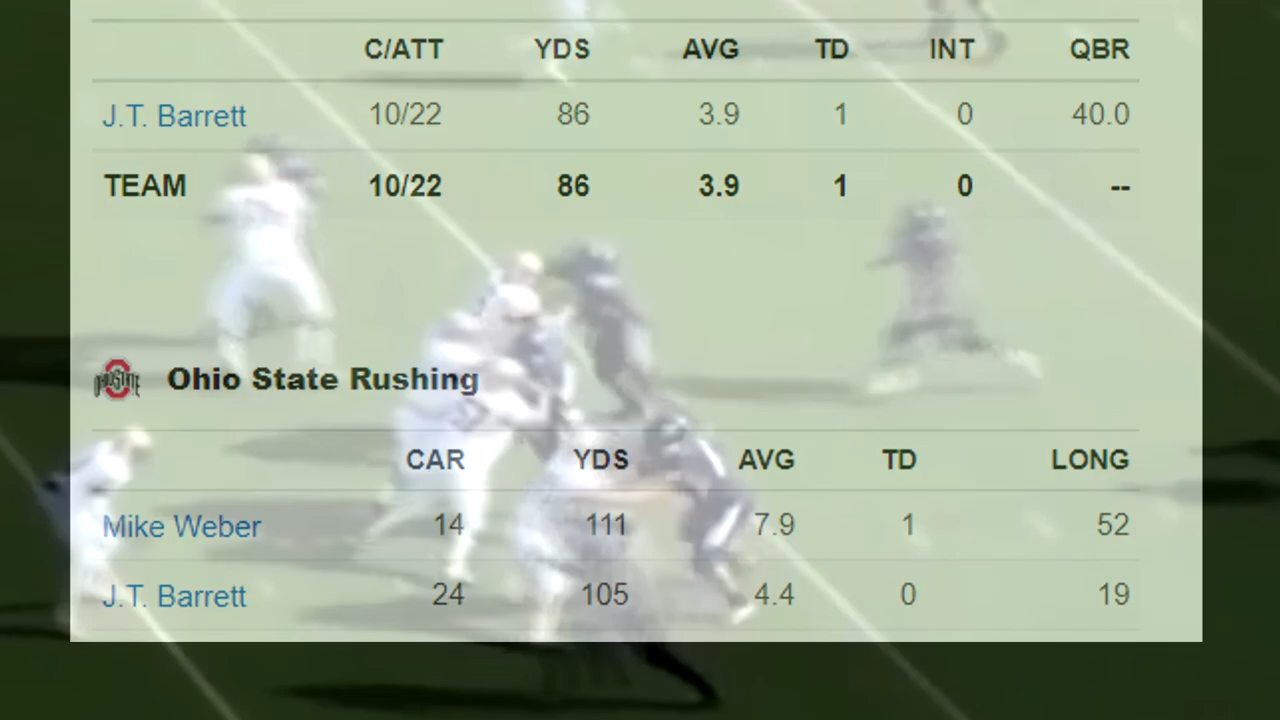 C/ATT YDS AVG TD INT QBR
J.T. Barrett 10/22 86 3.9 1 0 40.0
TEAM 10/22 86 3.9 1 0 --
OHIO STATE Ohio State Rushing
CAR YDS AVG TD LONG
Mike Weber 14 111 7.9 1 52
J.T. Barrett 24 105 4.4 0 19